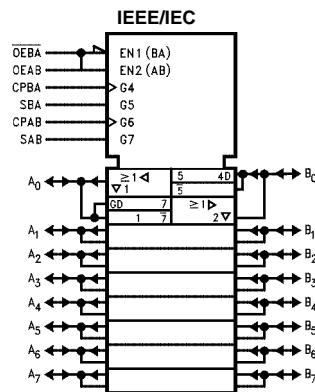 IEEE/IEC
OEBA EN1 (BA)
OEAB EN2 (AB)
CPBA G4
SBA G5
CPAB G6
SAB G7
A0 ≥1 1 5 4D B0
5
GD 7 ≥1
1 7 2
A1 B1
A2 B2
A3 B3
A4 B4
A5 B5
A6 B6
A7 B7